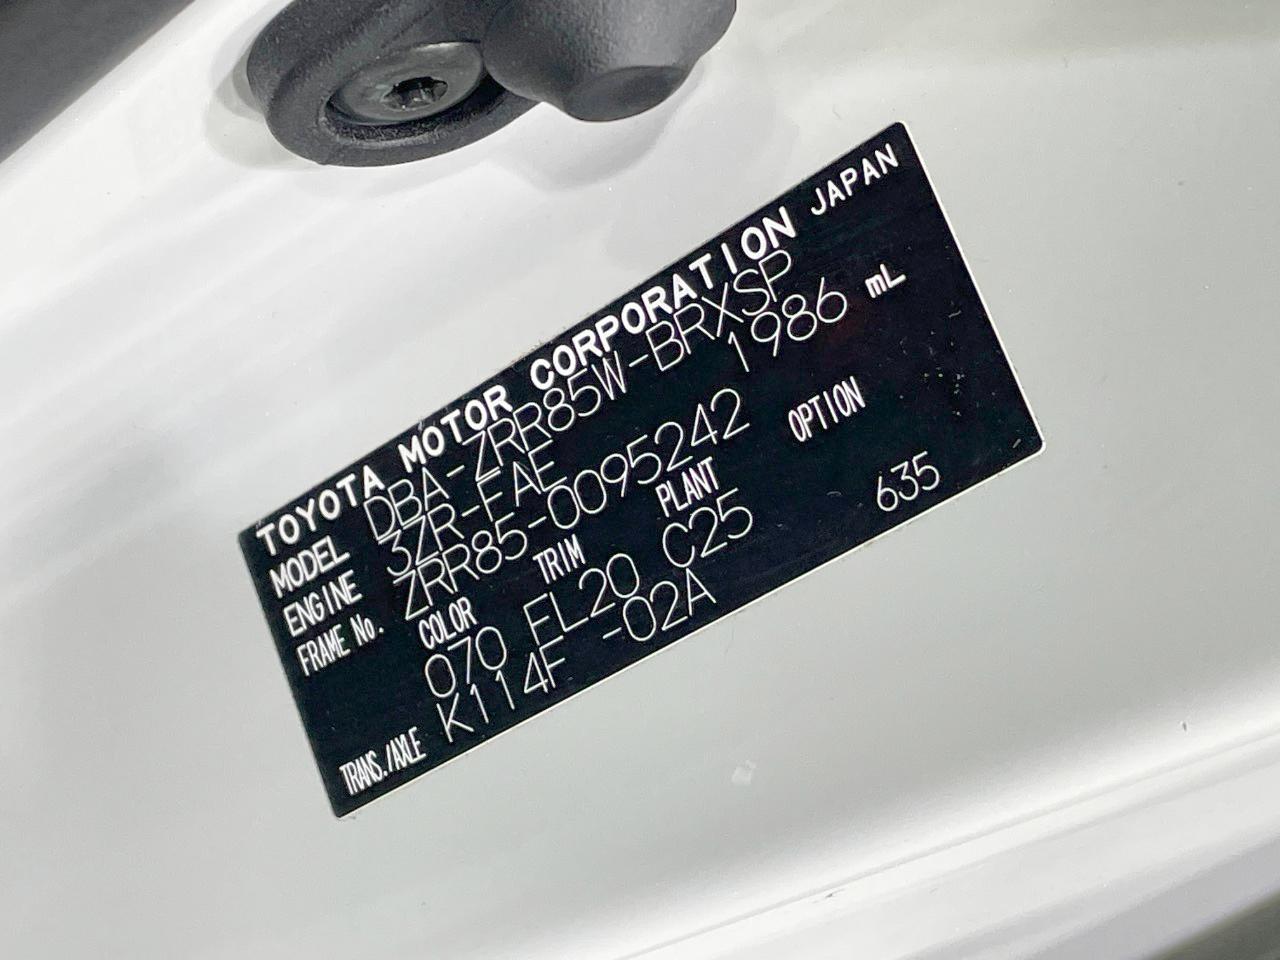 TOYOTA MOTOR CORPORATION JAPAN
MODEL DBA-ZRR85W-BRXSP
ENGINE 3ZR-FAE 1986 mL
FRAME No. ZRR85-0095242
COLOR TRIM PLANT OPTION
070 FL20 C25 635
TRANS./AXLE K114F -02A